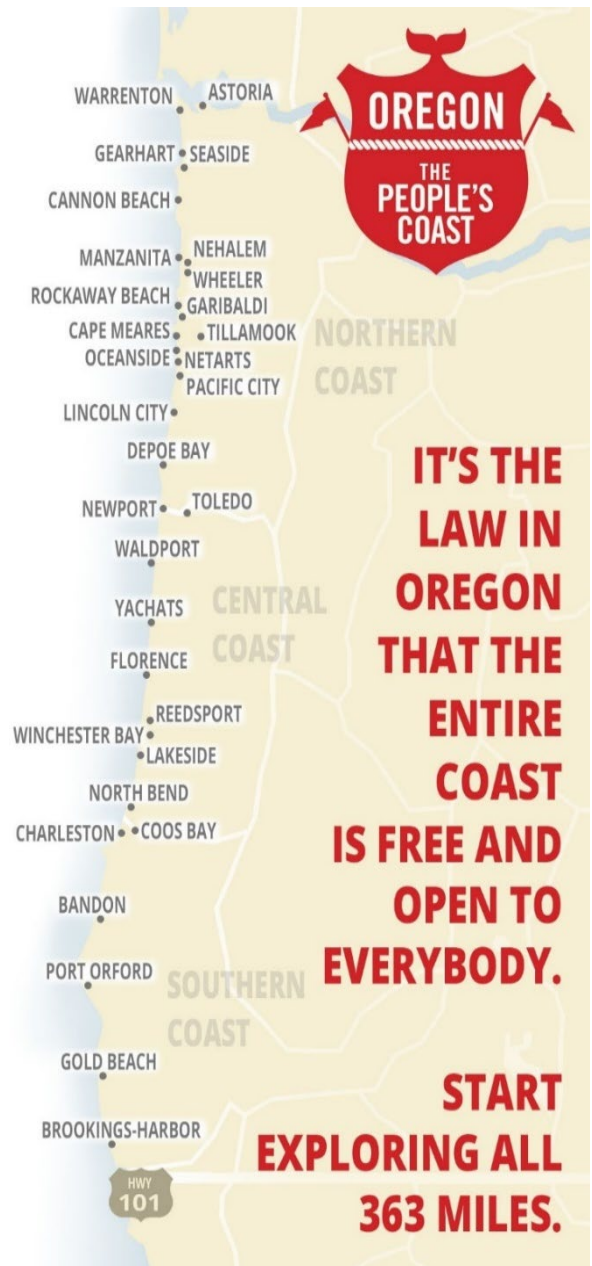 OREGON
THE
PEOPLE'S
COAST
WARRENTON
ASTORIA
GEARHART
SEASIDE
CANNON BEACH
MANZANITA
NEHALEM
WHEELER
ROCKAWAY BEACH
GARIBALDI
CAPE MEARES
TILLAMOOK
OCEANSIDE
NETARTS
PACIFIC CITY
LINCOLN CITY
NORTHERN
COAST
DEPOE BAY
NEWPORT
TOLEDO
WALDPORT
YACHATS
CENTRAL
COAST
FLORENCE
REEDSPORT
WINCHESTER BAY
LAKESIDE
NORTH BEND
CHARLESTON
COOS BAY
BANDON
PORT ORFORD
SOUTHERN
COAST
GOLD BEACH
BROOKINGS-HARBOR
HWY
101
IT'S THE
LAW IN
OREGON
THAT THE
ENTIRE
COAST
IS FREE AND
OPEN TO
EVERYBODY.
START
EXPLORING ALL
363 MILES.